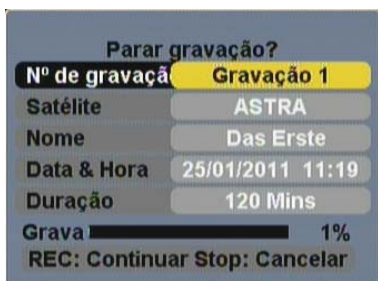 Parar gravação?
Nº de gravaçã Gravação 1
Satélite ASTRA
Nome Das Erste
Data & Hora 25/01/2011 11:19
Duração 120 Mins
Grava 1%
REC: Continuar Stop: Cancelar